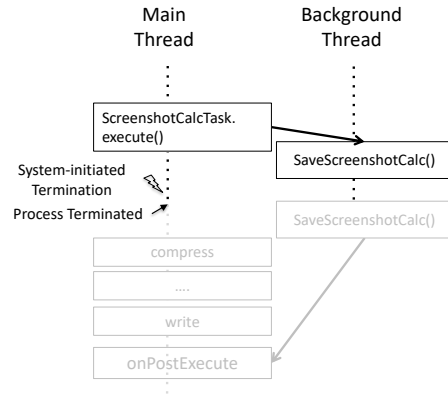 Main
Thread
Background
Thread
ScreenshotCalcTask.
execute()
SaveScreenshotCalc()
System-initiated
Termination
Process Terminated
SaveScreenshotCalc()
compress
....
write
onPostExecute